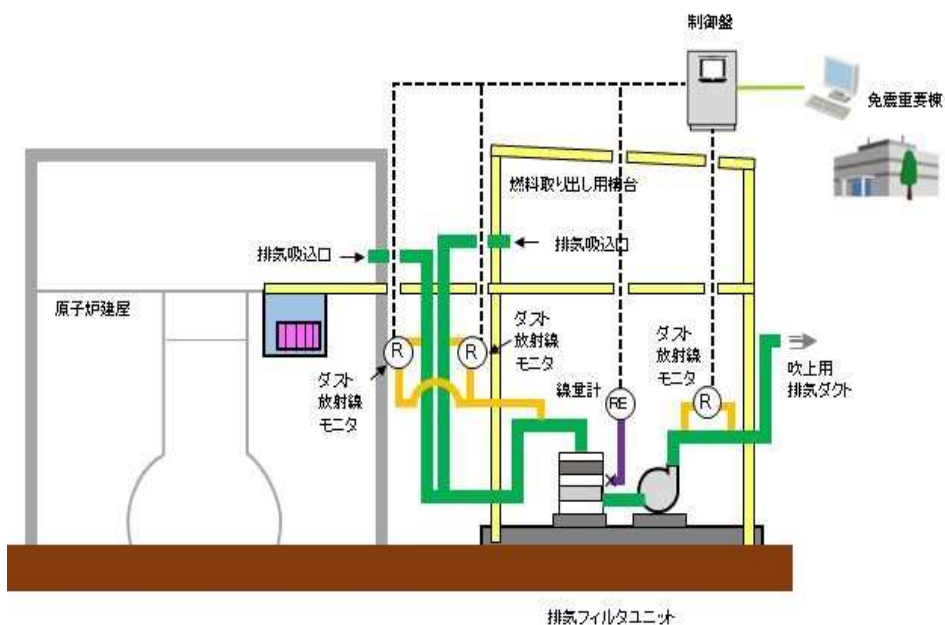 制御盤
免震重要棟
燃料取り出し用構台
排気吸込口
排気吸込口
原子炉建屋
ダスト
放射線
モニタ
R
R
ダスト
放射線
モニタ
線量計
RE
ダスト
放射線
モニタ
R
吹上用
排気ダクト
排気フィルタユニット